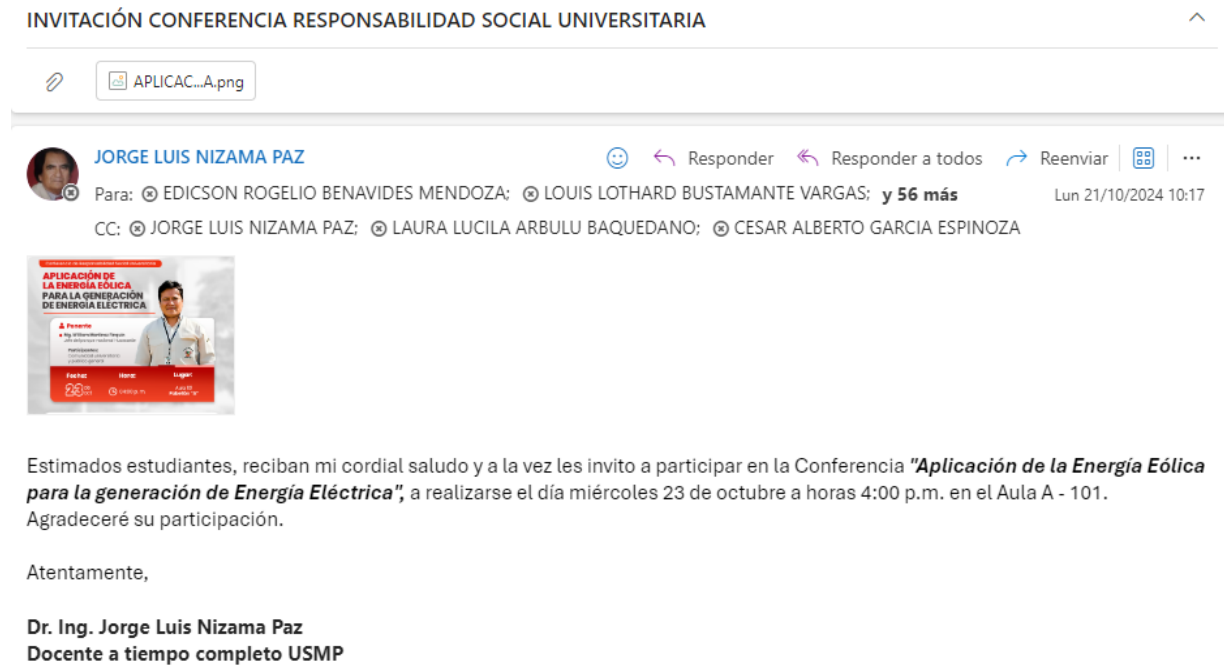 INVITACIÓN CONFERENCIA RESPONSABILIDAD SOCIAL UNIVERSITARIA
APLICAC...A.png
JORGE LUIS NIZAMA PAZ
Responder
Responder a todos
Reenviar
Para: EDICSON ROGELIO BENAVIDES MENDOZA; LOUIS LOTHARD BUSTAMANTE VARGAS; y 56 más
Lun 21/10/2024 10:17
CC: JORGE LUIS NIZAMA PAZ; LAURA LUCILA ARBULU BAQUEDANO; CESAR ALBERTO GARCIA ESPINOZA
APLICACIÓN DE
LA ENERGÍA EÓLICA
PARA LA GENERACIÓN
DE ENERGÍA ELÉCTRICA
Ponente
Fecha:
Hora:
Lugar:
23
Estimados estudiantes, reciban mi cordial saludo y a la vez les invito a participar en la Conferencia "Aplicación de la Energía Eólica
para la generación de Energía Eléctrica", a realizarse el día miércoles 23 de octubre a horas 4:00 p.m. en el Aula A - 101.
Agradeceré su participación.
Atentamente,
Dr. Ing. Jorge Luis Nizama Paz
Docente a tiempo completo USMP